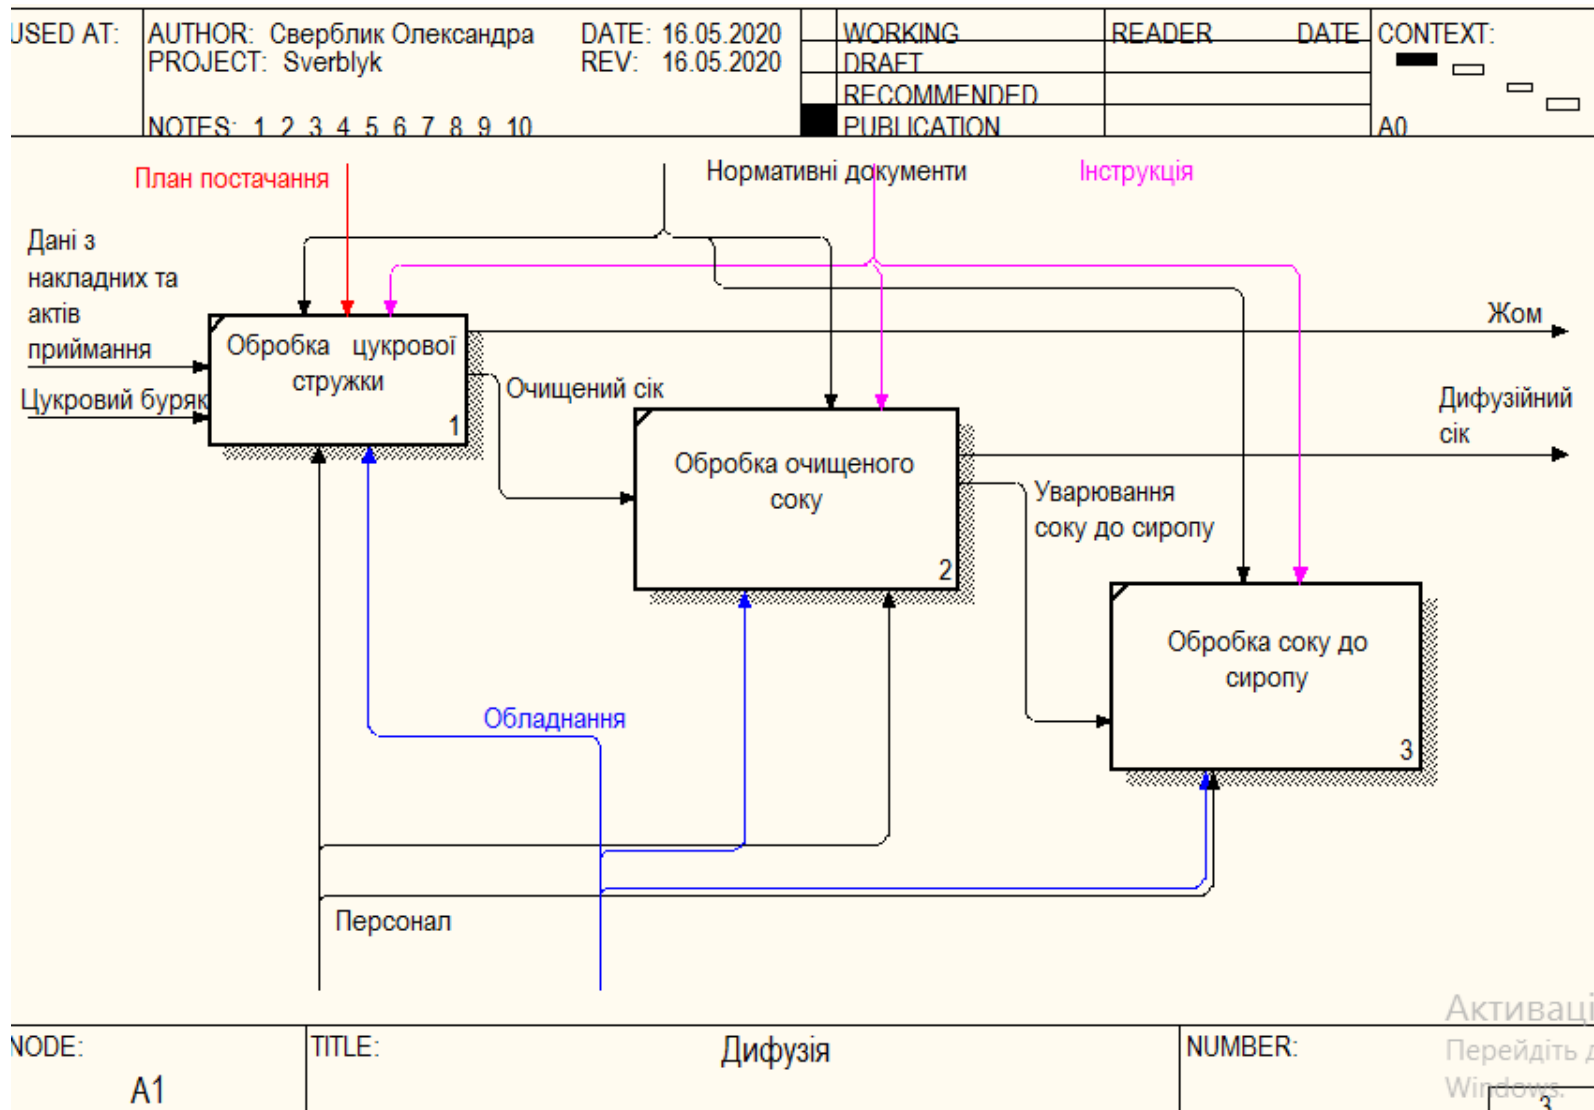 USED AT:
AUTHOR: Сверблик Олександра
DATE: 16.05.2020
PROJECT: Sverblyk
REV: 16.05.2020
NOTES: 1 2 3 4 5 6 7 8 9 10
WORKING
DRAFT
RECOMMENDED
PUBLICATION
READER
DATE
CONTEXT:
A0
План постачання
Нормативні документи
Інструкція
Дані з
накладних та
актів
приймання
Цукровий буряк
Обробка цукрової
стружки
1
Жом
Очищений сік
Дифузійний
сік
Обробка очищеного
соку
2
Уварювання
соку до сиропу
Обробка соку до
сиропу
3
Обладнання
Персонал
NODE:
A1
TITLE:
Дифузія
NUMBER:
3
Активаці
Перейдіть д
Windows.